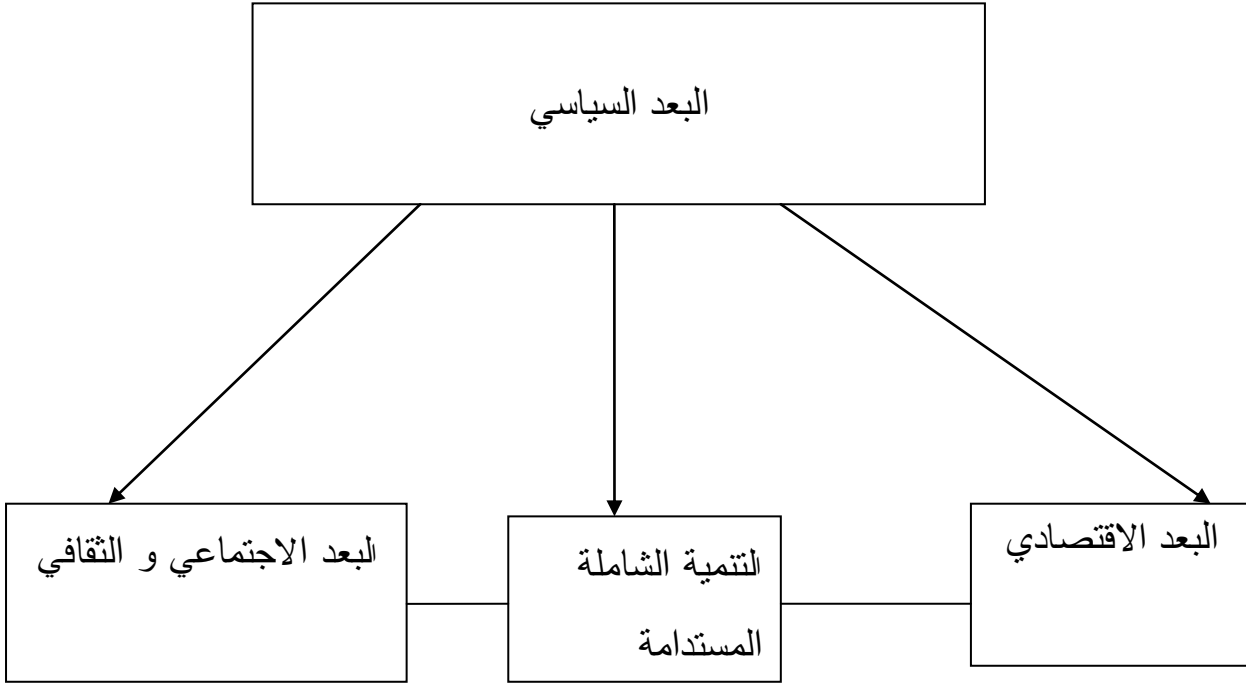 البعد السياسي
البعد الاقتصادي
التنمية الشاملة
المستدامة
البعد الاجتماعي و الثقافي